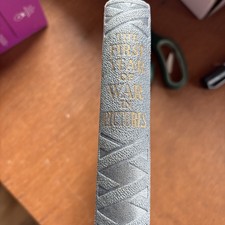 THE
FIRST
YEAR
OF
WAR
IN
PICTURES